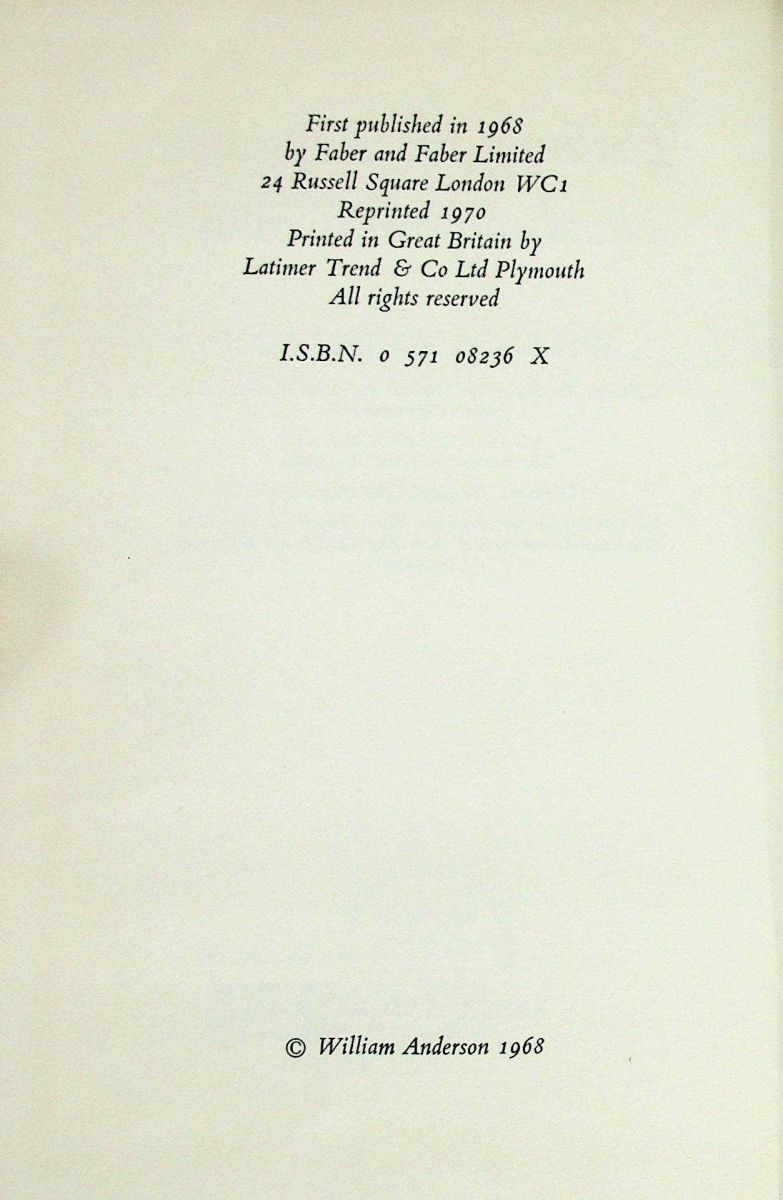 First published in 1968
by Faber and Faber Limited
24 Russell Square London WC1
Reprinted 1970
Printed in Great Britain by
Latimer Trend & Co Ltd Plymouth
All rights reserved
I.S.B.N. 0 571 08236 X
© William Anderson 1968